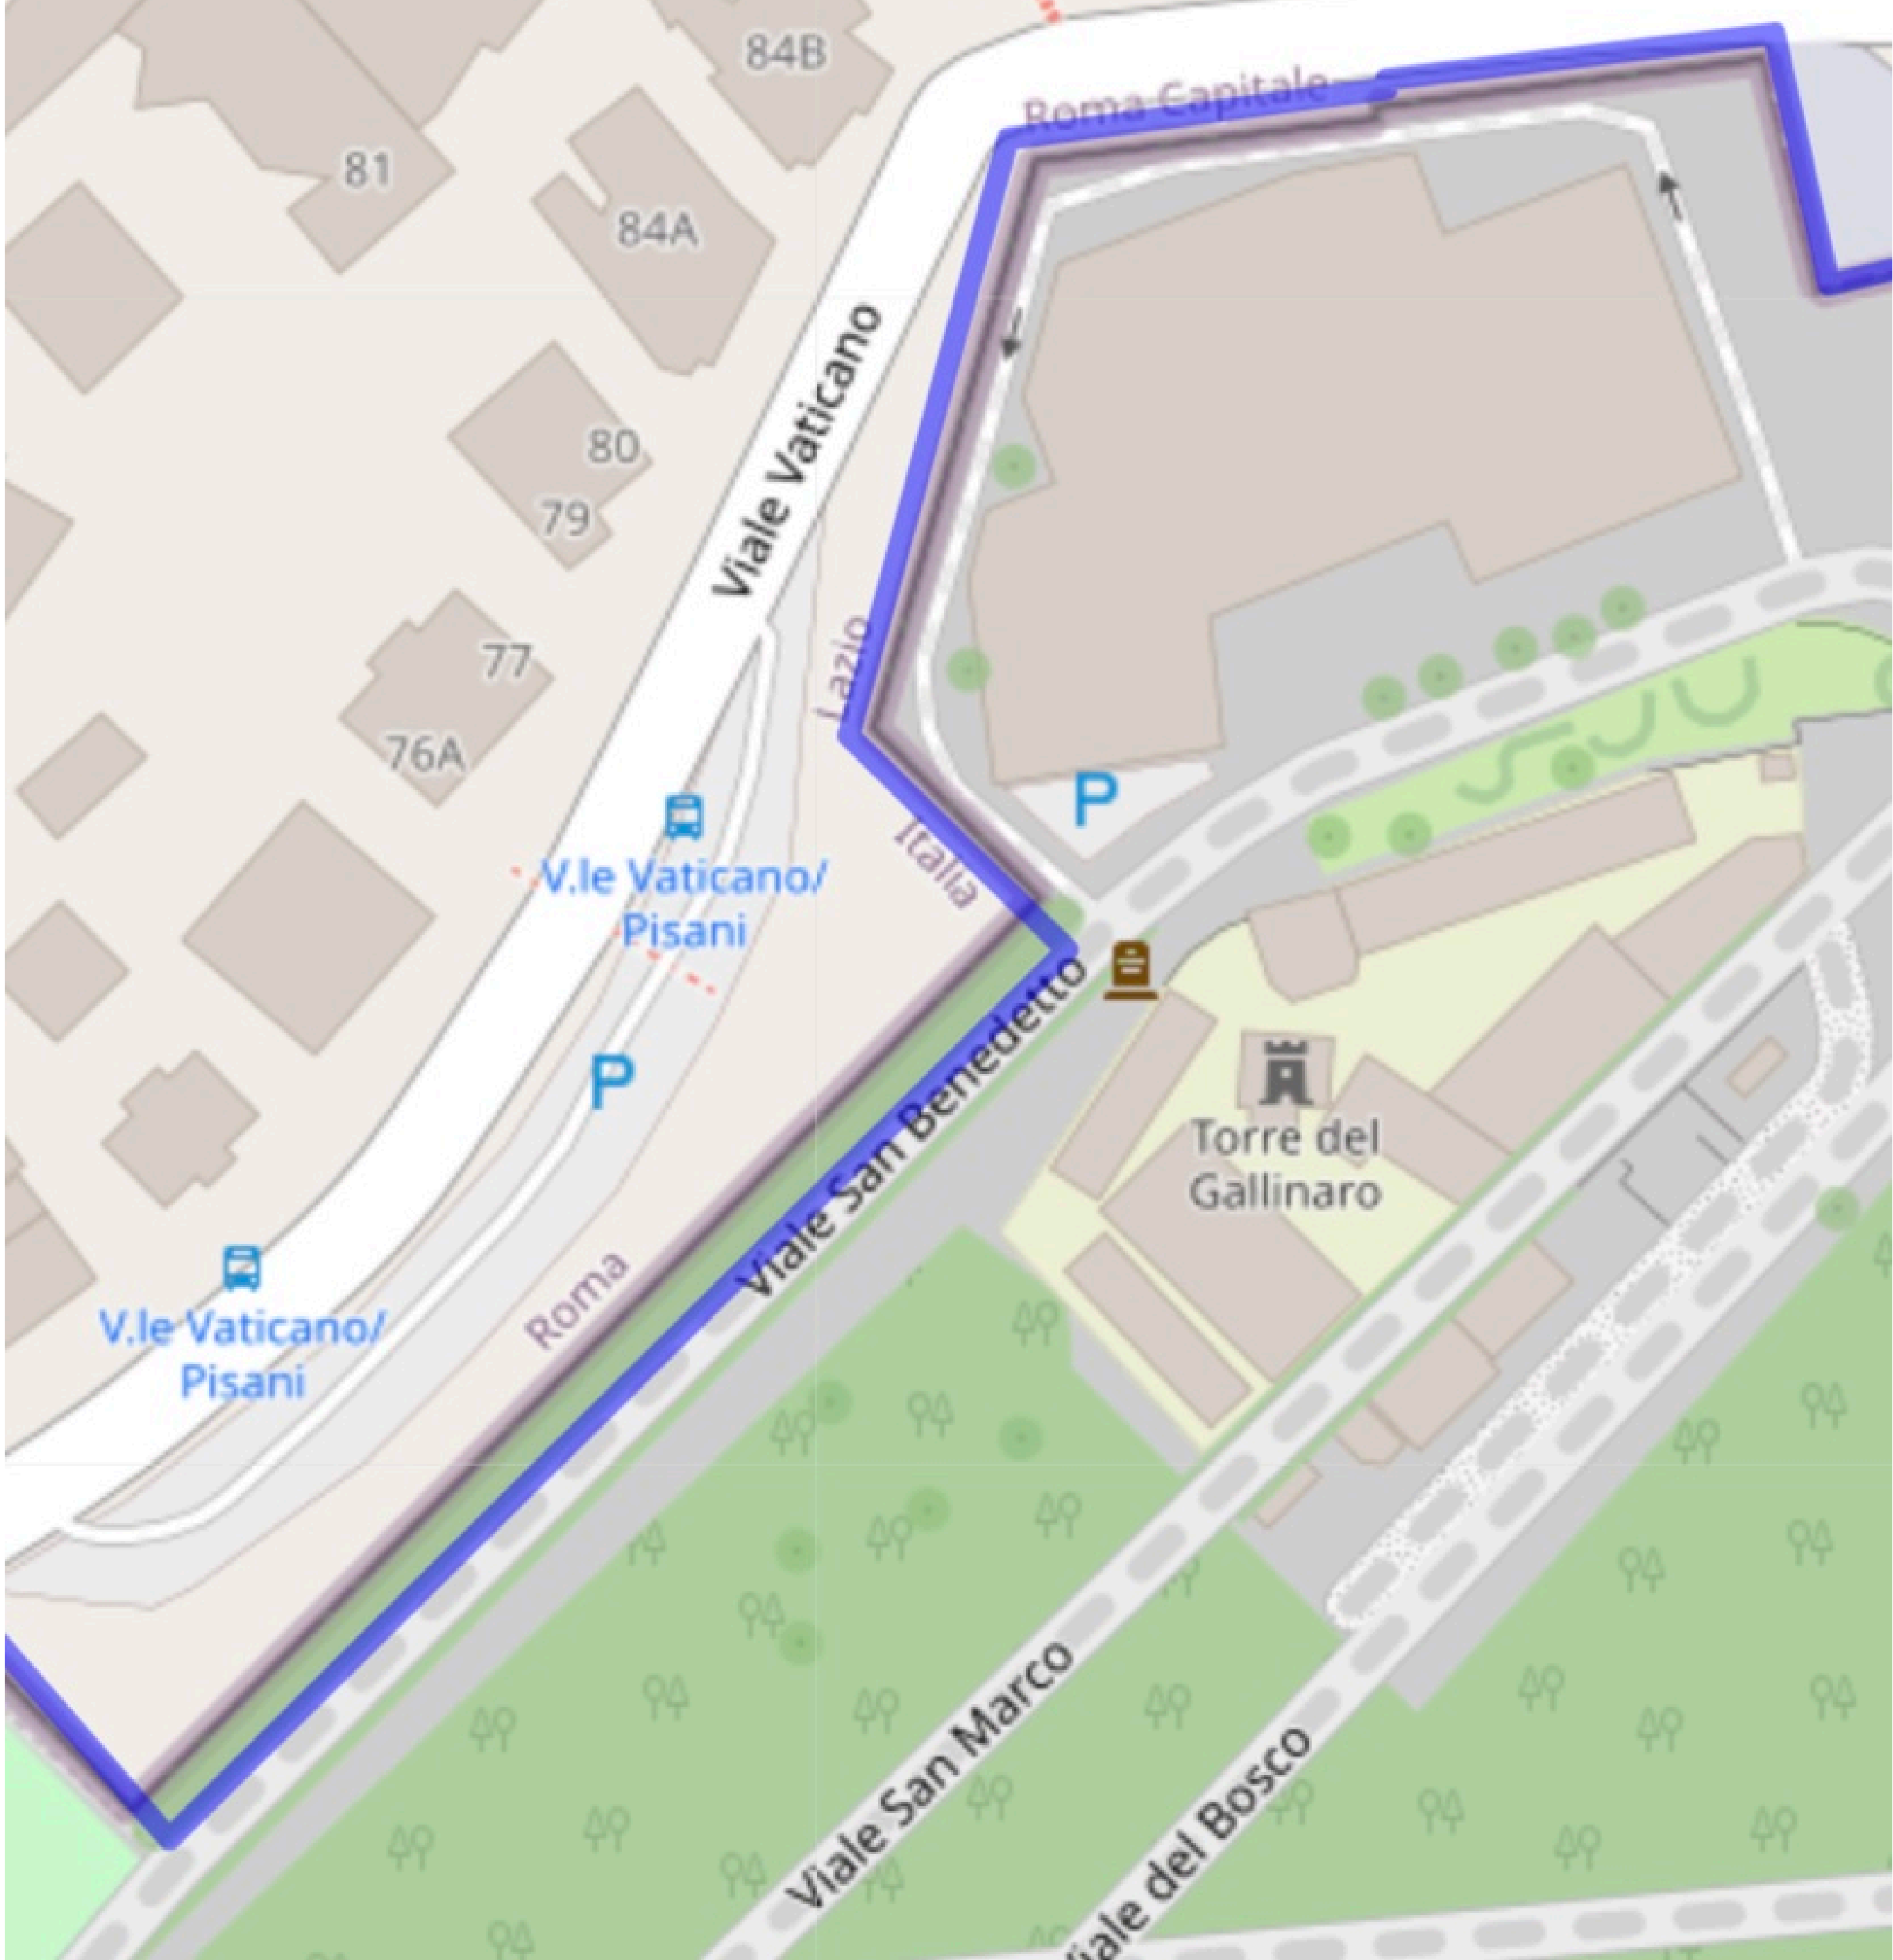 84B
Roma Capitale
81
84A
Viale Vaticano
80
79
77
Lazio
76A
P
V.le Vaticano/
Pisani
Italia
Viale San Benedetto
P
Torre del
Gallinaro
Roma
V.le Vaticano/
Pisani
Viale San Marco
Viale del Bosco